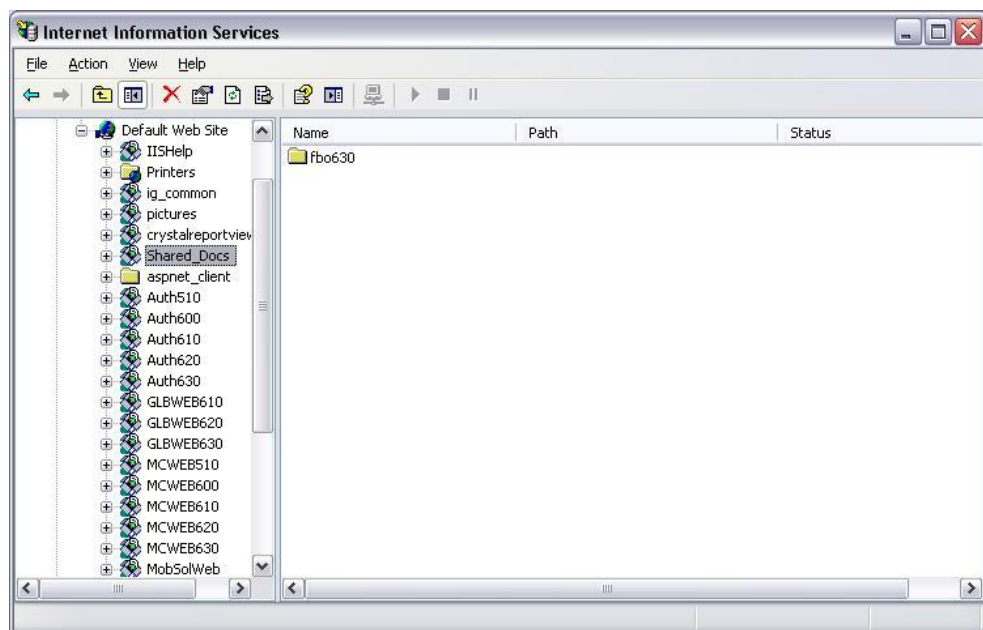 Internet Information Services
File Action View Help
Default Web Site
IISHelp
Printers
ig_common
pictures
crystalreportview
Shared_Docs
aspnet_client
Auth510
Auth600
Auth610
Auth620
Auth630
GLBWEB610
GLBWEB620
GLBWEB630
MCWEB510
MCWEB600
MCWEB610
MCWEB620
MCWEB630
MobSolWeb
Name Path Status
fbo630